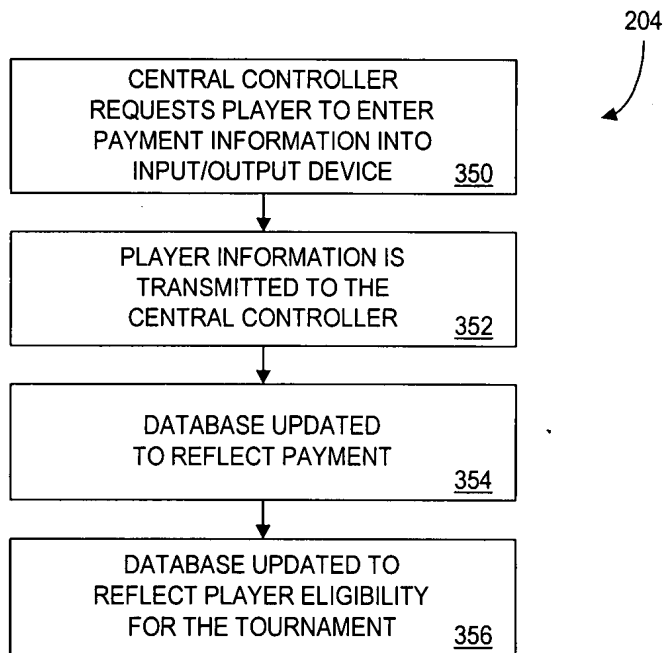 204
CENTRAL CONTROLLER
REQUESTS PLAYER TO ENTER
PAYMENT INFORMATION INTO
INPUT/OUTPUT DEVICE 350
PLAYER INFORMATION IS
TRANSMITTED TO THE
CENTRAL CONTROLLER 352
DATABASE UPDATED
TO REFLECT PAYMENT
354
DATABASE UPDATED TO
REFLECT PLAYER ELIGIBILITY
FOR THE TOURNAMENT 356